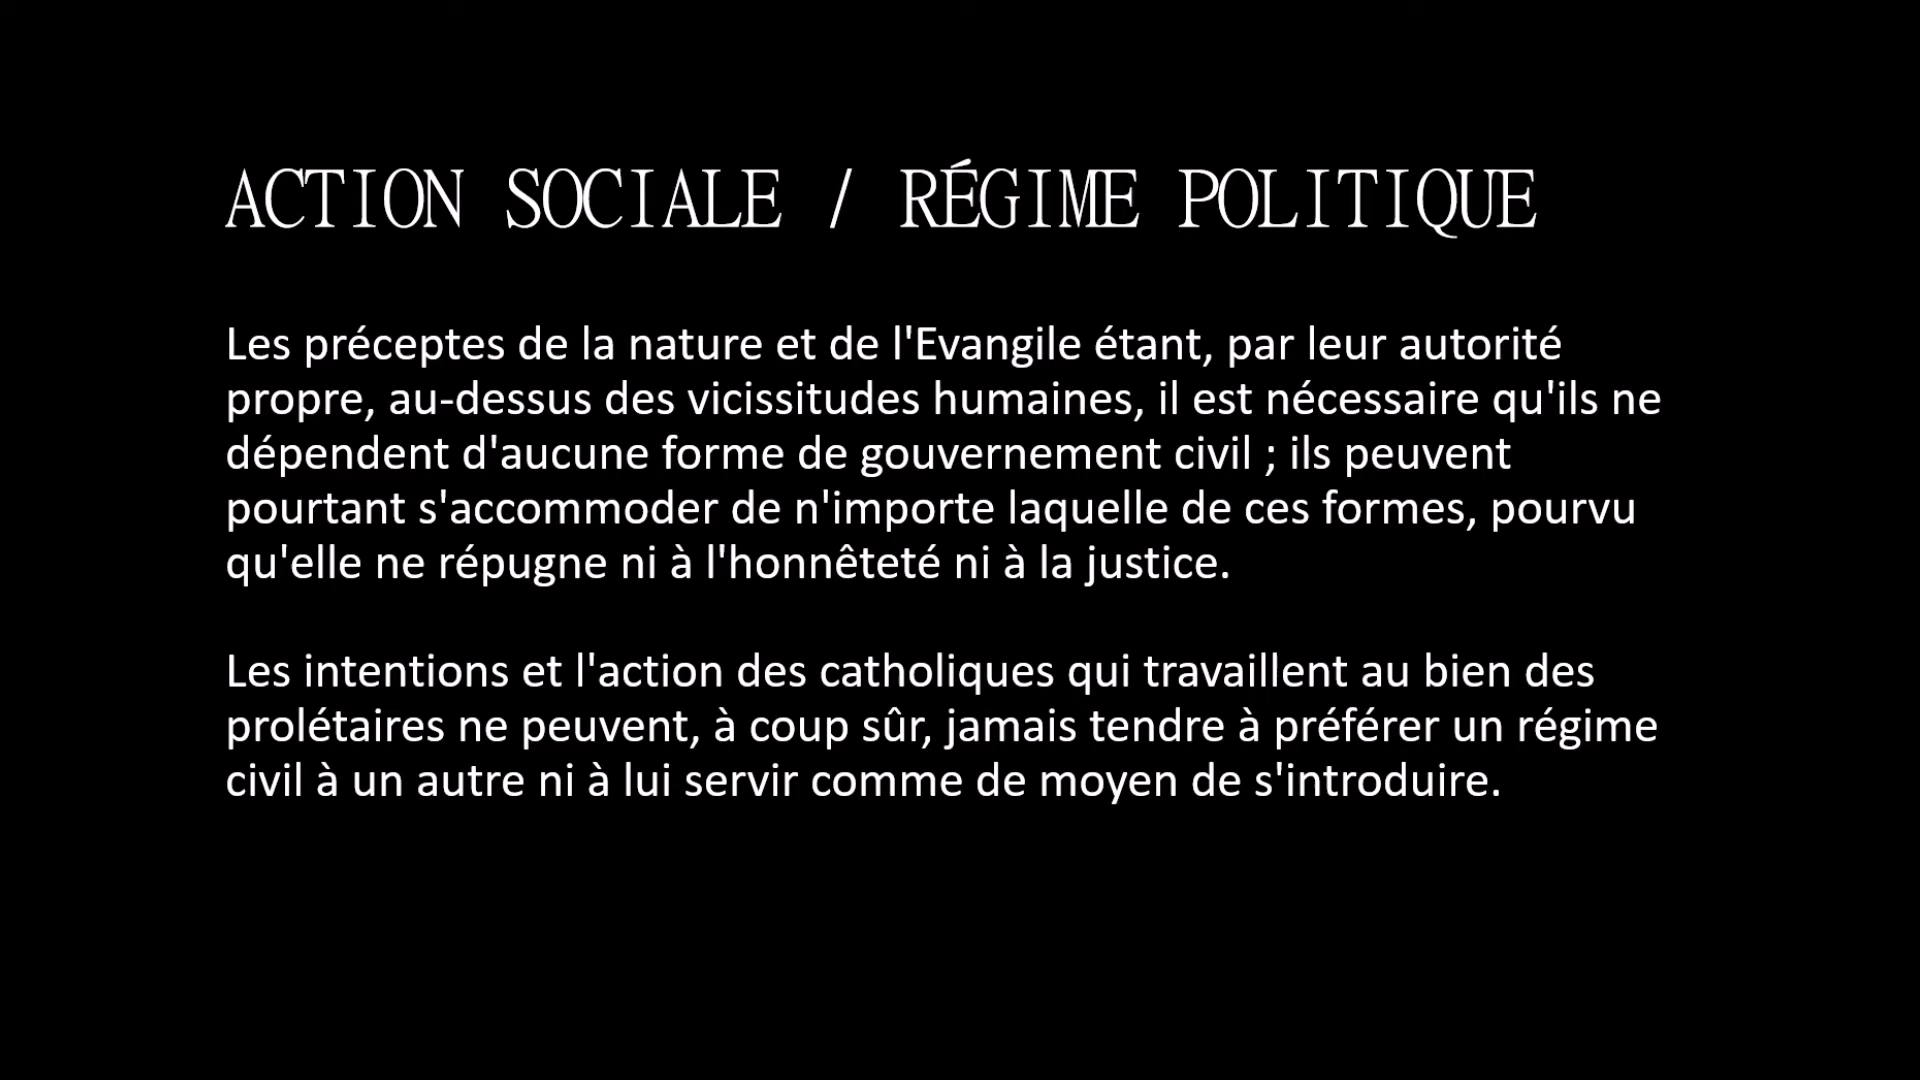 ACTION SOCIALE / RÉGIME POLITIQUE
Les préceptes de la nature et de l'Evangile étant, par leur autorité
propre, au-dessus des vicissitudes humaines, il est nécessaire qu'ils ne
dépendent d'aucune forme de gouvernement civil ; ils peuvent
pourtant s'accommoder de n'importe laquelle de ces formes, pourvu
qu'elle ne répugne ni à l'honnêteté ni à la justice.
Les intentions et l'action des catholiques qui travaillent au bien des
prolétaires ne peuvent, à coup sûr, jamais tendre à préférer un régime
civil à un autre ni à lui servir comme de moyen de s'introduire.